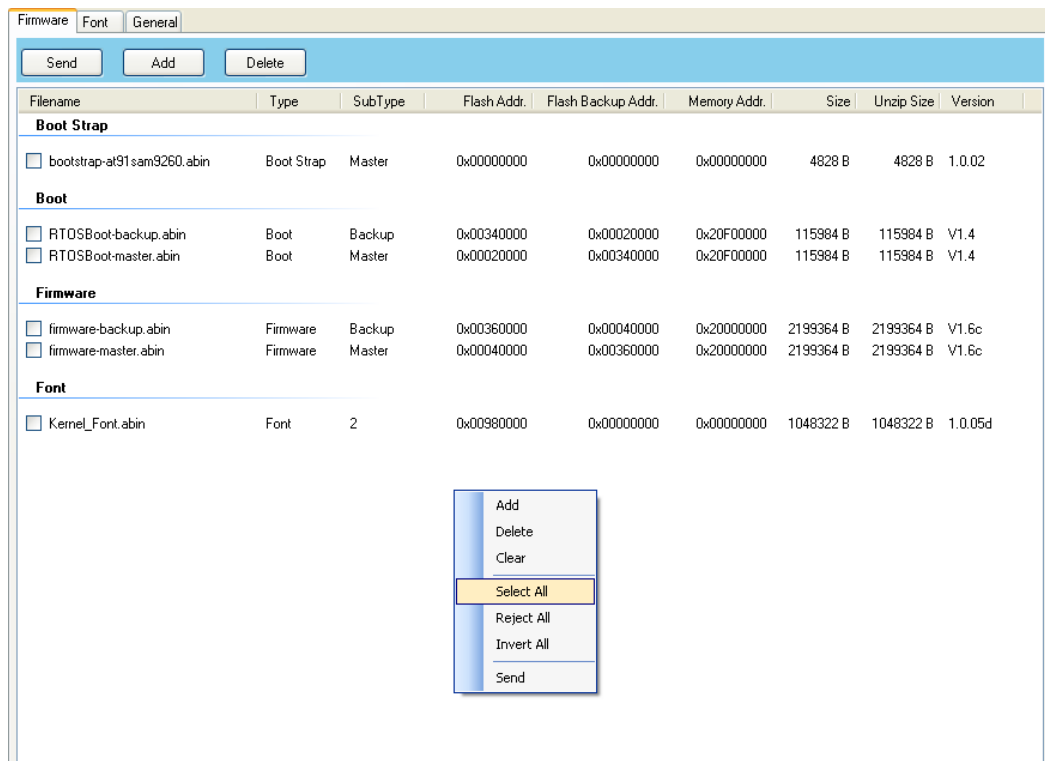 Firmware Font General
Send Add Delete
Filename Type SubType Flash Addr. Flash Backup Addr. Memory Addr. Size Unzip Size Version
Boot Strap
bootstrap-at91sam9260.abin Boot Strap Master 0x00000000 0x00000000 0x00000000 4828 B 4828 B 1.0.02
Boot
RTOSBoot-backup.abin Boot Backup 0x00340000 0x00020000 0x20F00000 115984 B 115984 B V1.4
RTOSBoot-master.abin Boot Master 0x00020000 0x00340000 0x20F00000 115984 B 115984 B V1.4
Firmware
firmware-backup.abin Firmware Backup 0x00360000 0x00040000 0x20000000 2199364 B 2199364 B V1.6c
firmware-master.abin Firmware Master 0x00040000 0x00360000 0x20000000 2199364 B 2199364 B V1.6c
Font
Kernel_Font.abin Font 2 0x00980000 0x00000000 0x00000000 1048322 B 1048322 B 1.0.05d
Add
Delete
Clear
Select All
Reject All
Invert All
Send